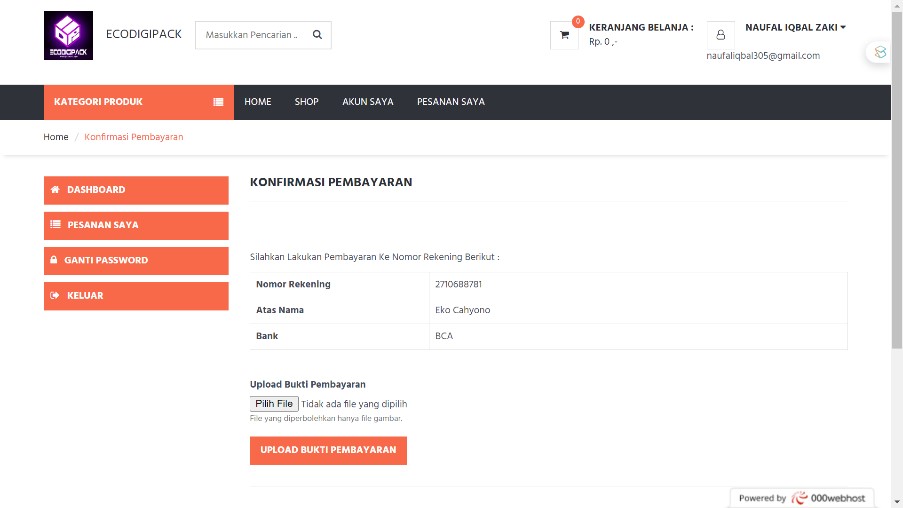 ECODIGIPACK
ECODIGIPACK
Masukkan Pencarian ..
0
KERANJANG BELANJA :
Rp. 0 ,-
NAUFAL IQBAL ZAKI
naufaliqbal305@gmail.com
KATEGORI PRODUK
HOME
SHOP
AKUN SAYA
PESANAN SAYA
Home / Konfirmasi Pembayaran
DASHBOARD
PESANAN SAYA
GANTI PASSWORD
KELUAR
KONFIRMASI PEMBAYARAN
Silahkan Lakukan Pembayaran Ke Nomor Rekening Berikut :
Nomor Rekening 2710688781
Atas Nama Eko Cahyono
Bank BCA
Upload Bukti Pembayaran
Pilih File Tidak ada file yang dipilih
File yang diperbolehkan hanya file gambar.
UPLOAD BUKTI PEMBAYARAN
Powered by 000webhost